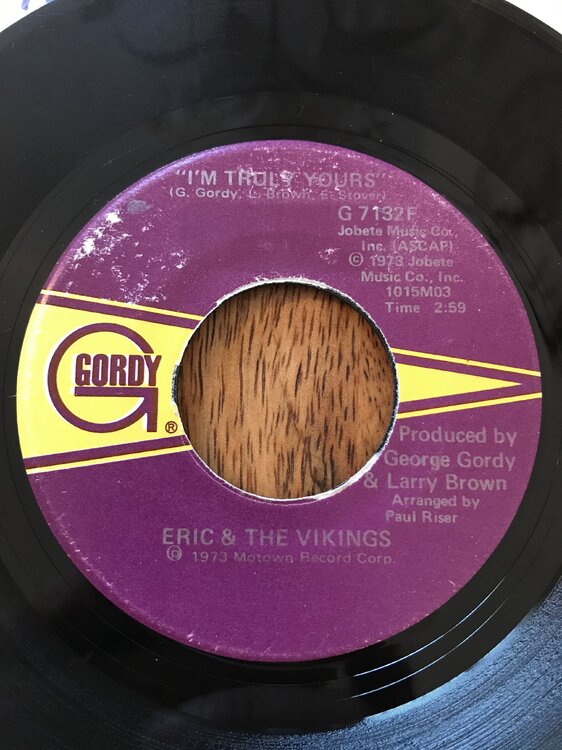 "I'M TRULY YOURS"
(G. Gordy, L. Brown, E. Stover)
G 7132F
Jobete Music Co.,
Inc. (ASCAP)
© 1973 Jobete
Music Co., Inc.
1015M03
Time 2:59
GORDY
®
Produced by
George Gordy
& Larry Brown
Arranged by
Paul Riser
ERIC & THE VIKINGS
℗ 1973 Motown Record Corp.